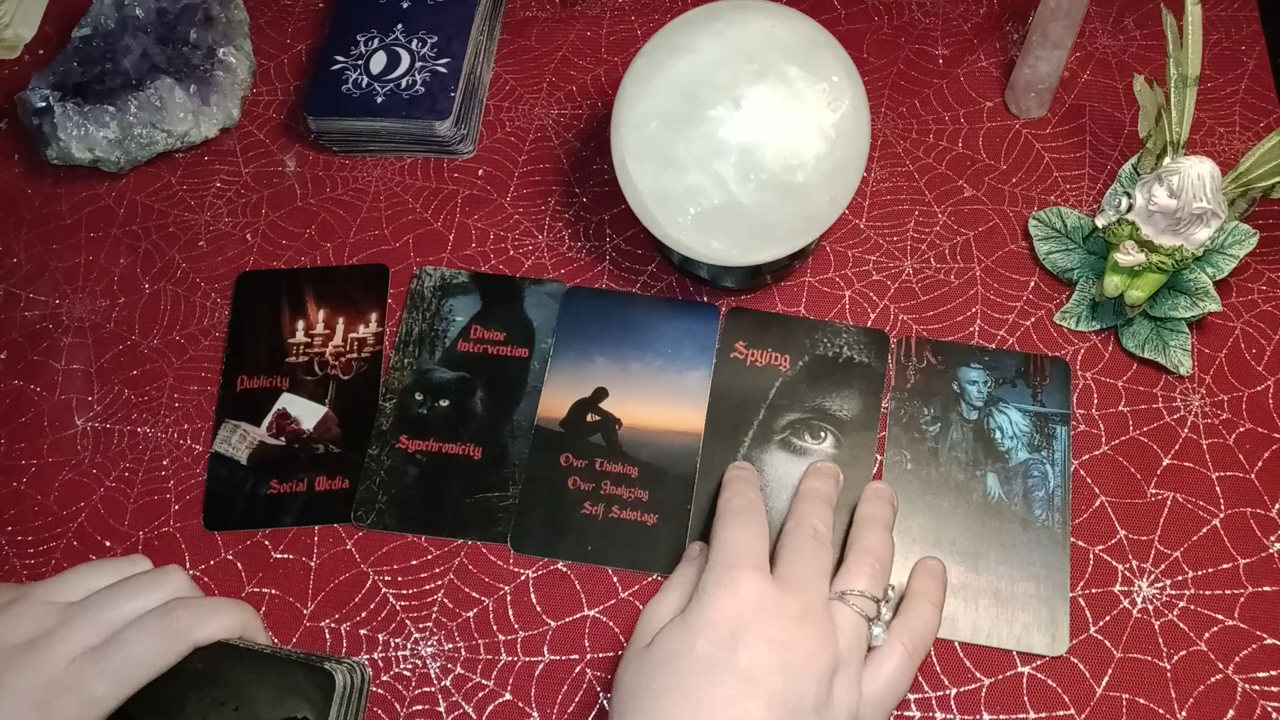 Publicity
Social Media
Divine
Intervention
Synchronicity
Over Thinking
Over Analyzing
Self Sabotage
Spying